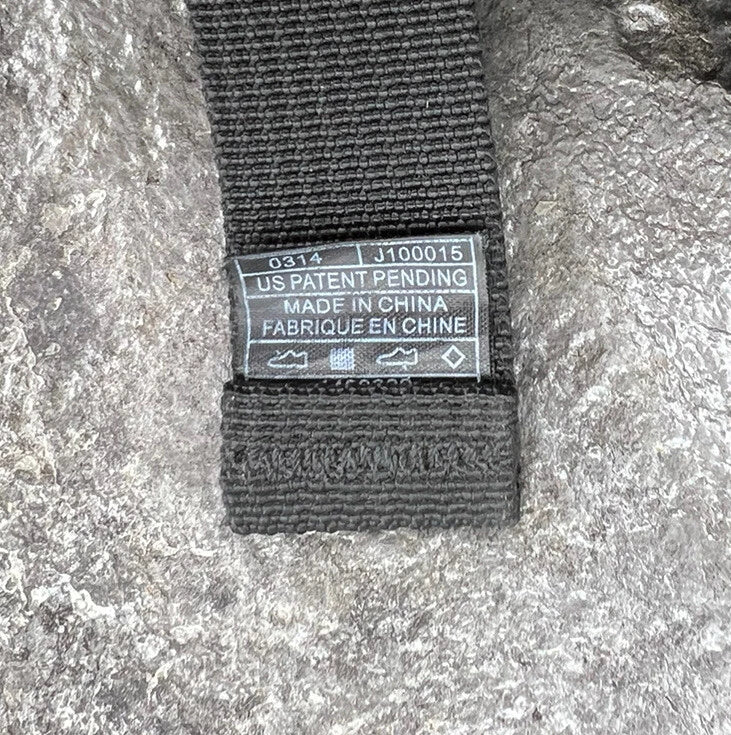 0314 J100015
US PATENT PENDING
MADE IN CHINA
FABRIQUE EN CHINE